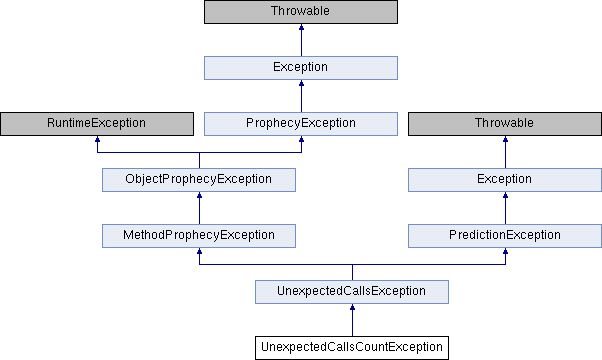 Throwable
Exception
RuntimeException
ProphecyException
Throwable
ObjectProphecyException
Exception
MethodProphecyException
PredictionException
UnexpectedCallsException
UnexpectedCallsCountException